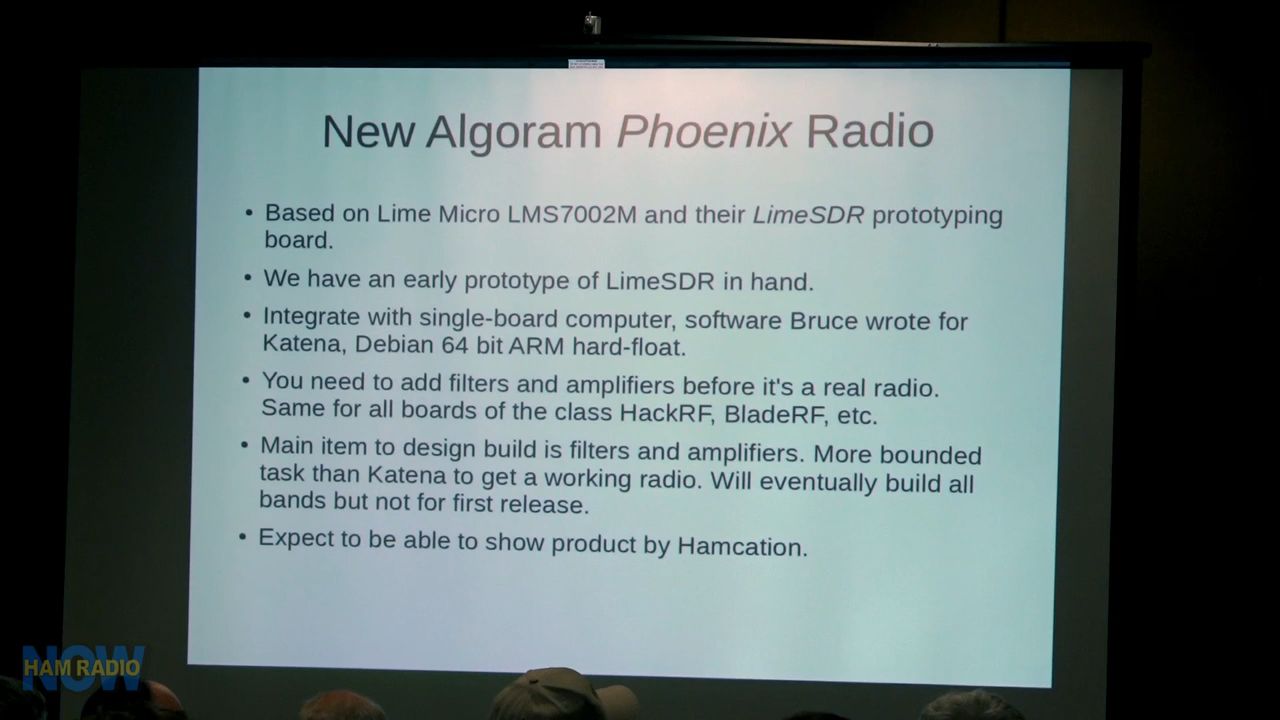 New Algoram Phoenix Radio
• Based on Lime Micro LMS7002M and their LimeSDR prototyping
board.
• We have an early prototype of LimeSDR in hand.
• Integrate with single-board computer, software Bruce wrote for
Katena, Debian 64 bit ARM hard-float.
• You need to add filters and amplifiers before it's a real radio.
Same for all boards of the class HackRF, BladeRF, etc.
• Main item to design build is filters and amplifiers. More bounded
task than Katena to get a working radio. Will eventually build all
bands but not for first release.
• Expect to be able to show product by Hamcation.
HAM RADIO
NOW